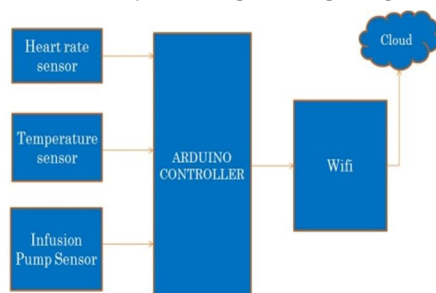 Heart rate
sensor
Temperature
sensor
Infusion
Pump Sensor
ARDUINO
CONTROLLER
Wifi
Cloud